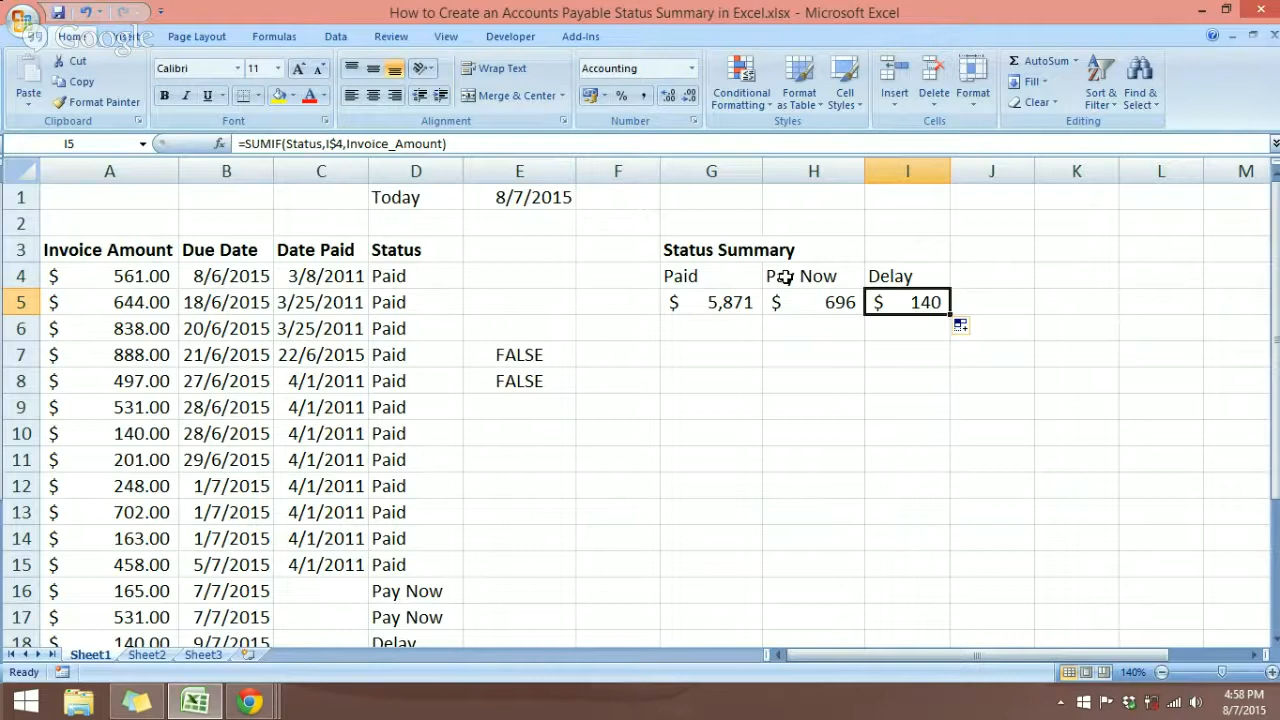 How to Create an Accounts Payable Status Summary in Excel.xlsx - Microsoft Excel
Google
Home Insert Page Layout Formulas Data Review View Developer Add-Ins
Paste
Cut
Copy
Format Painter
Clipboard
Calibri 11
B I U
Font
Wrap Text
Merge & Center
Alignment
Accounting
Number
Conditional Formatting
Format as Table
Cell Styles
Styles
Insert Delete Format
Cells
AutoSum
Fill
Clear
Sort & Filter
Find & Select
Editing
I5 fx =SUMIF(Status,I$4,Invoice_Amount)
A B C D E F G H I J K L M
1 Today 8/7/2015
2
3 Invoice Amount Due Date Date Paid Status Status Summary
4 $ 561.00 8/6/2015 3/8/2011 Paid Paid Pay Now Delay
5 $ 644.00 18/6/2015 3/25/2011 Paid $ 5,871 $ 696 $ 140
6 $ 838.00 20/6/2015 3/25/2011 Paid
7 $ 888.00 21/6/2015 22/6/2015 Paid FALSE
8 $ 497.00 27/6/2015 4/1/2011 Paid FALSE
9 $ 531.00 28/6/2015 4/1/2011 Paid
10 $ 140.00 28/6/2015 4/1/2011 Paid
11 $ 201.00 29/6/2015 4/1/2011 Paid
12 $ 248.00 1/7/2015 4/1/2011 Paid
13 $ 702.00 1/7/2015 4/1/2011 Paid
14 $ 163.00 1/7/2015 4/1/2011 Paid
15 $ 458.00 5/7/2015 4/1/2011 Paid
16 $ 165.00 7/7/2015 Pay Now
17 $ 531.00 7/7/2015 Pay Now
18 $ 140.00 9/7/2015 Delay
Sheet1 Sheet2 Sheet3
Ready 140%
4:58 PM
8/7/2015